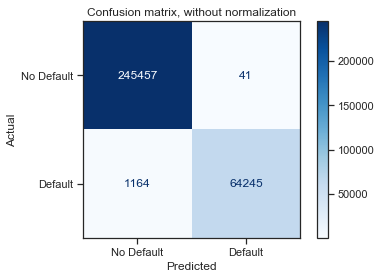 Confusion matrix, without normalization
No Default
245457
41
Default
1164
64245
No Default
Default
Actual
Predicted
200000
150000
100000
50000